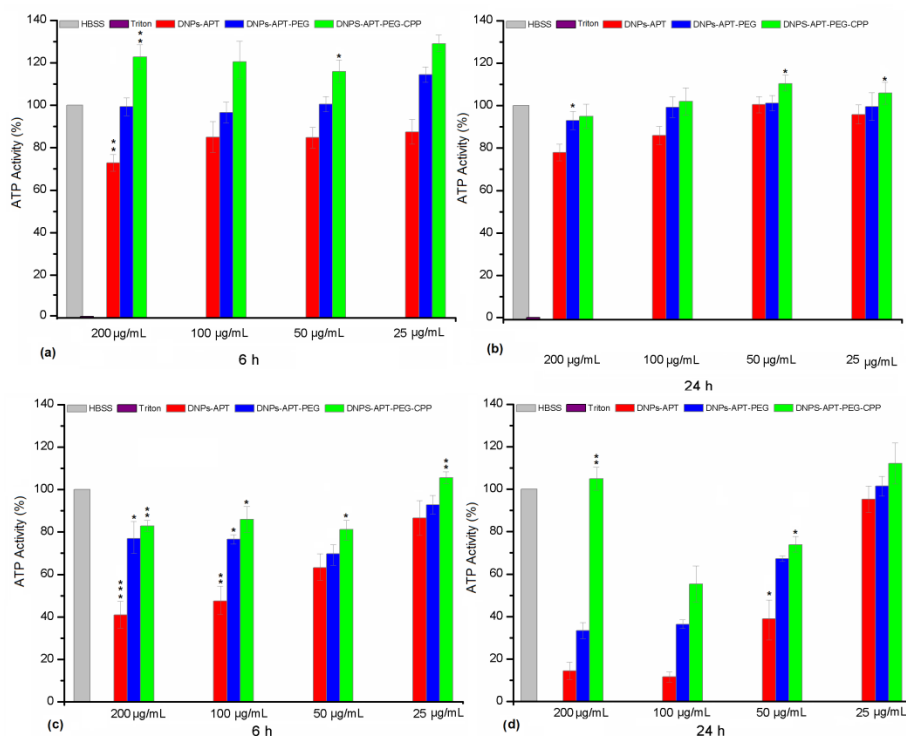 HBSS Triton DNPs-APT DNPs-APT-PEG DNPS-APT-PEG-CPP
140
120
100
80
60
40
20
0
ATP Activity (%)
** ** *
200 µg/mL 100 µg/mL 50 µg/mL 25 µg/mL
(a) 6 h
HBSS Triton DNPs-APT DNPs-APT-PEG DNPS-APT-PEG-CPP
140
120
100
80
60
40
20
0
ATP Activity (%)
* * *
200 µg/mL 100 µg/mL 50 µg/mL 25 µg/mL
(b) 24 h
HBSS Triton DNPs-APT DNPs-APT-PEG DNPS-APT-PEG-CPP
140
120
100
80
60
40
20
0
ATP Activity (%)
*** * ** ** * * * **
200 µg/mL 100 µg/mL 50 µg/mL 25 µg/mL
(c) 6 h
HBSS Triton DNPs-APT DNPs-APT-PEG DNPS-APT-PEG-CPP
140
120
100
80
60
40
20
0
ATP Activity (%)
** * *
200 µg/mL 100 µg/mL 50 µg/mL 25 µg/mL
(d) 24 h